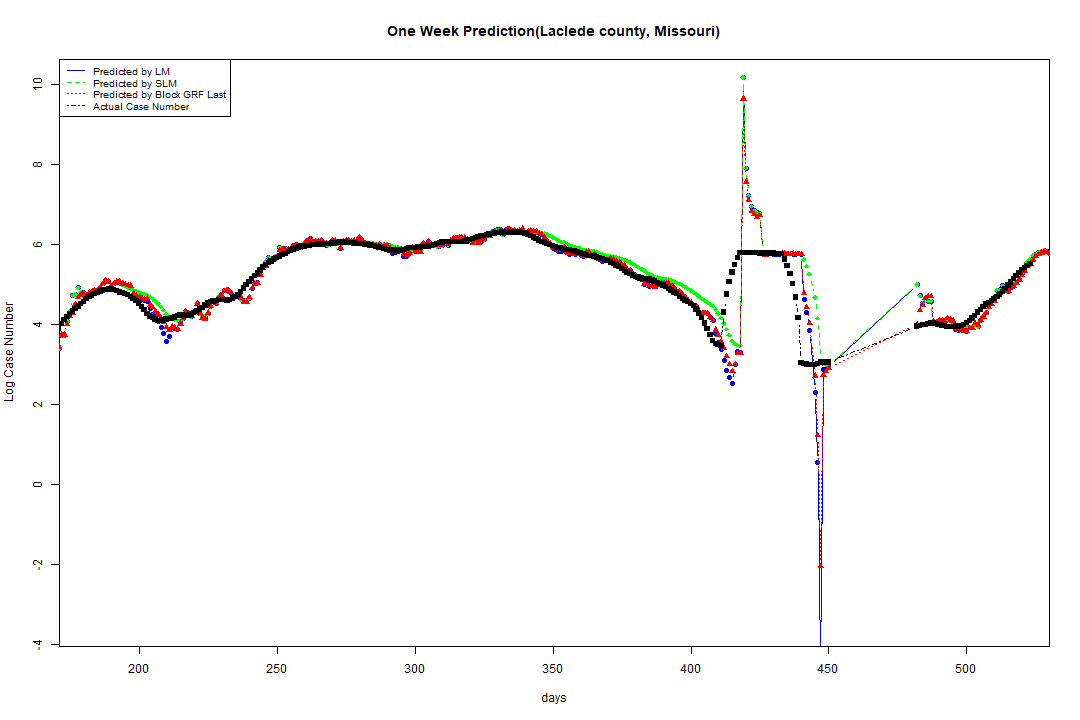 One Week Prediction(Laclede county, Missouri)
Predicted by LM
Predicted by SLM
Predicted by Block GRF Last
Actual Case Number
10
8
6
4
2
0
-2
-4
Log Case Number
200 250 300 350 400 450 500
days